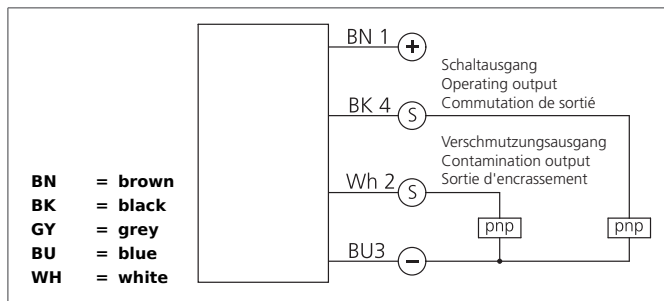 BN 1
+
Schaltausgang
Operating output
Commutation de sortié
BK 4
S
Verschmutzungsausgang
Contamination output
Sortie d'encrassement
Wh 2
S
pnp
pnp
BU3
−
BN = brown
BK = black
GY = grey
BU = blue
WH = white